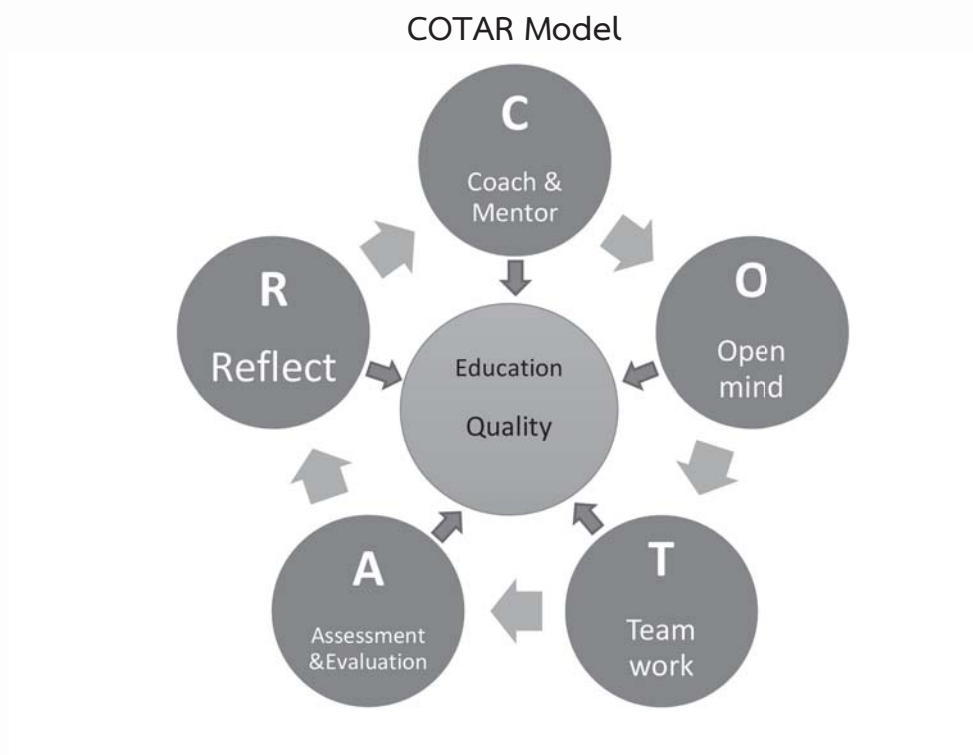 COTAR Model
C
Coach &
Mentor
O
Open
mind
T
Team
work
A
Assessment
&Evaluation
R
Reflect
Education
Quality